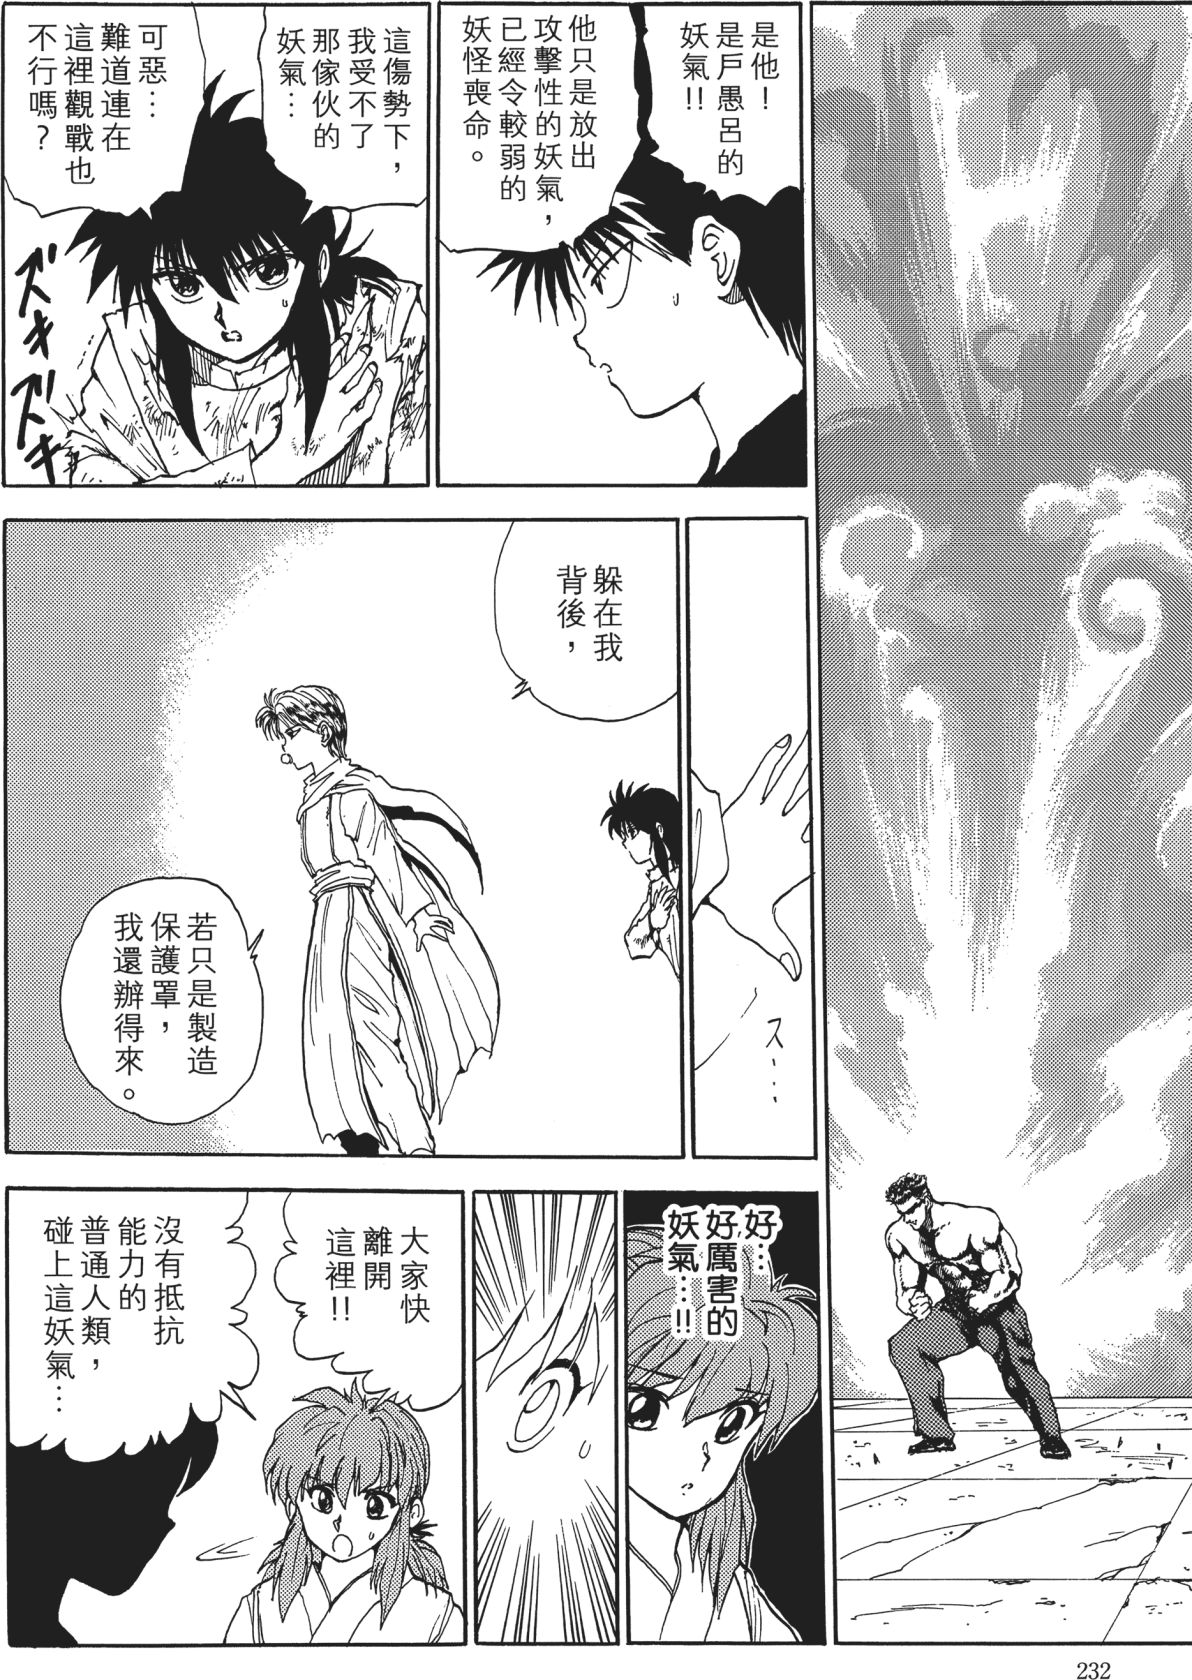 是他！
是戶愚呂的
妖氣!!
他只是放出
攻擊性的妖氣，
已經令較弱的
妖怪喪命。
這傷勢下，
我受不了
那傢伙的
妖氣…
可惡…
難道連在
這裡觀戰也
不行嗎？
ズキ
ズキ
ス…
躲在我
背後，
若只是製造
保護罩，
我還辦得來。
好…
好厲害的
妖氣…!!
大家快
離開
這裡!!
沒有抵抗
能力的
普通人類，
碰上這妖氣…
232